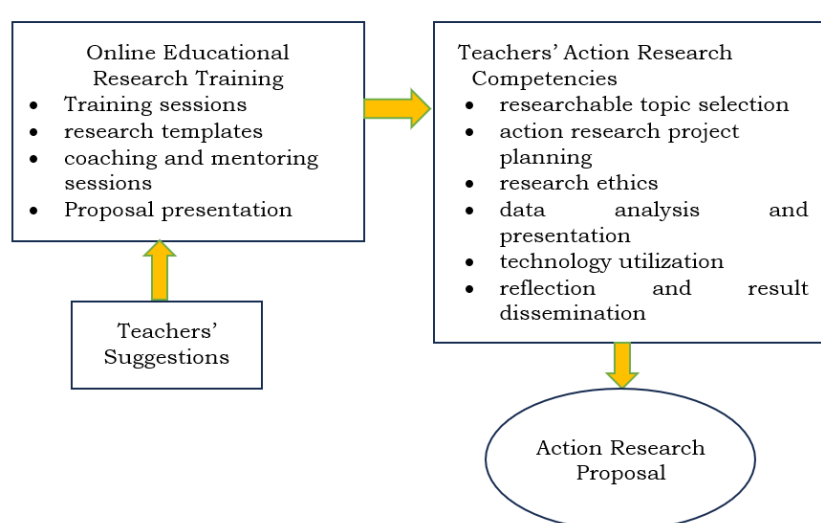 Online Educational
Research Training
• Training sessions
• research templates
• coaching and mentoring
sessions
• Proposal presentation
Teachers’
Suggestions
Teachers’ Action Research
Competencies
• researchable topic selection
• action research project
planning
• research ethics
• data analysis and
presentation
• technology utilization
• reflection and result
dissemination
Action Research
Proposal